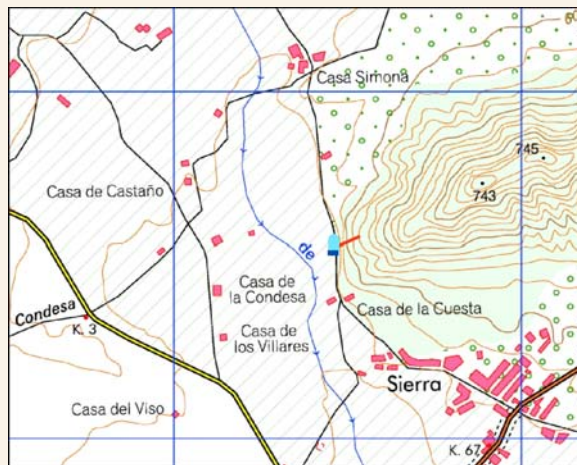 Casa Simona
745
743
Casa de Castaño
de
Casa de
la Condesa
Casa de la Cuesta
Condesa
K. 3
Casa de
los Villares
Sierra
Casa del Viso
K. 67